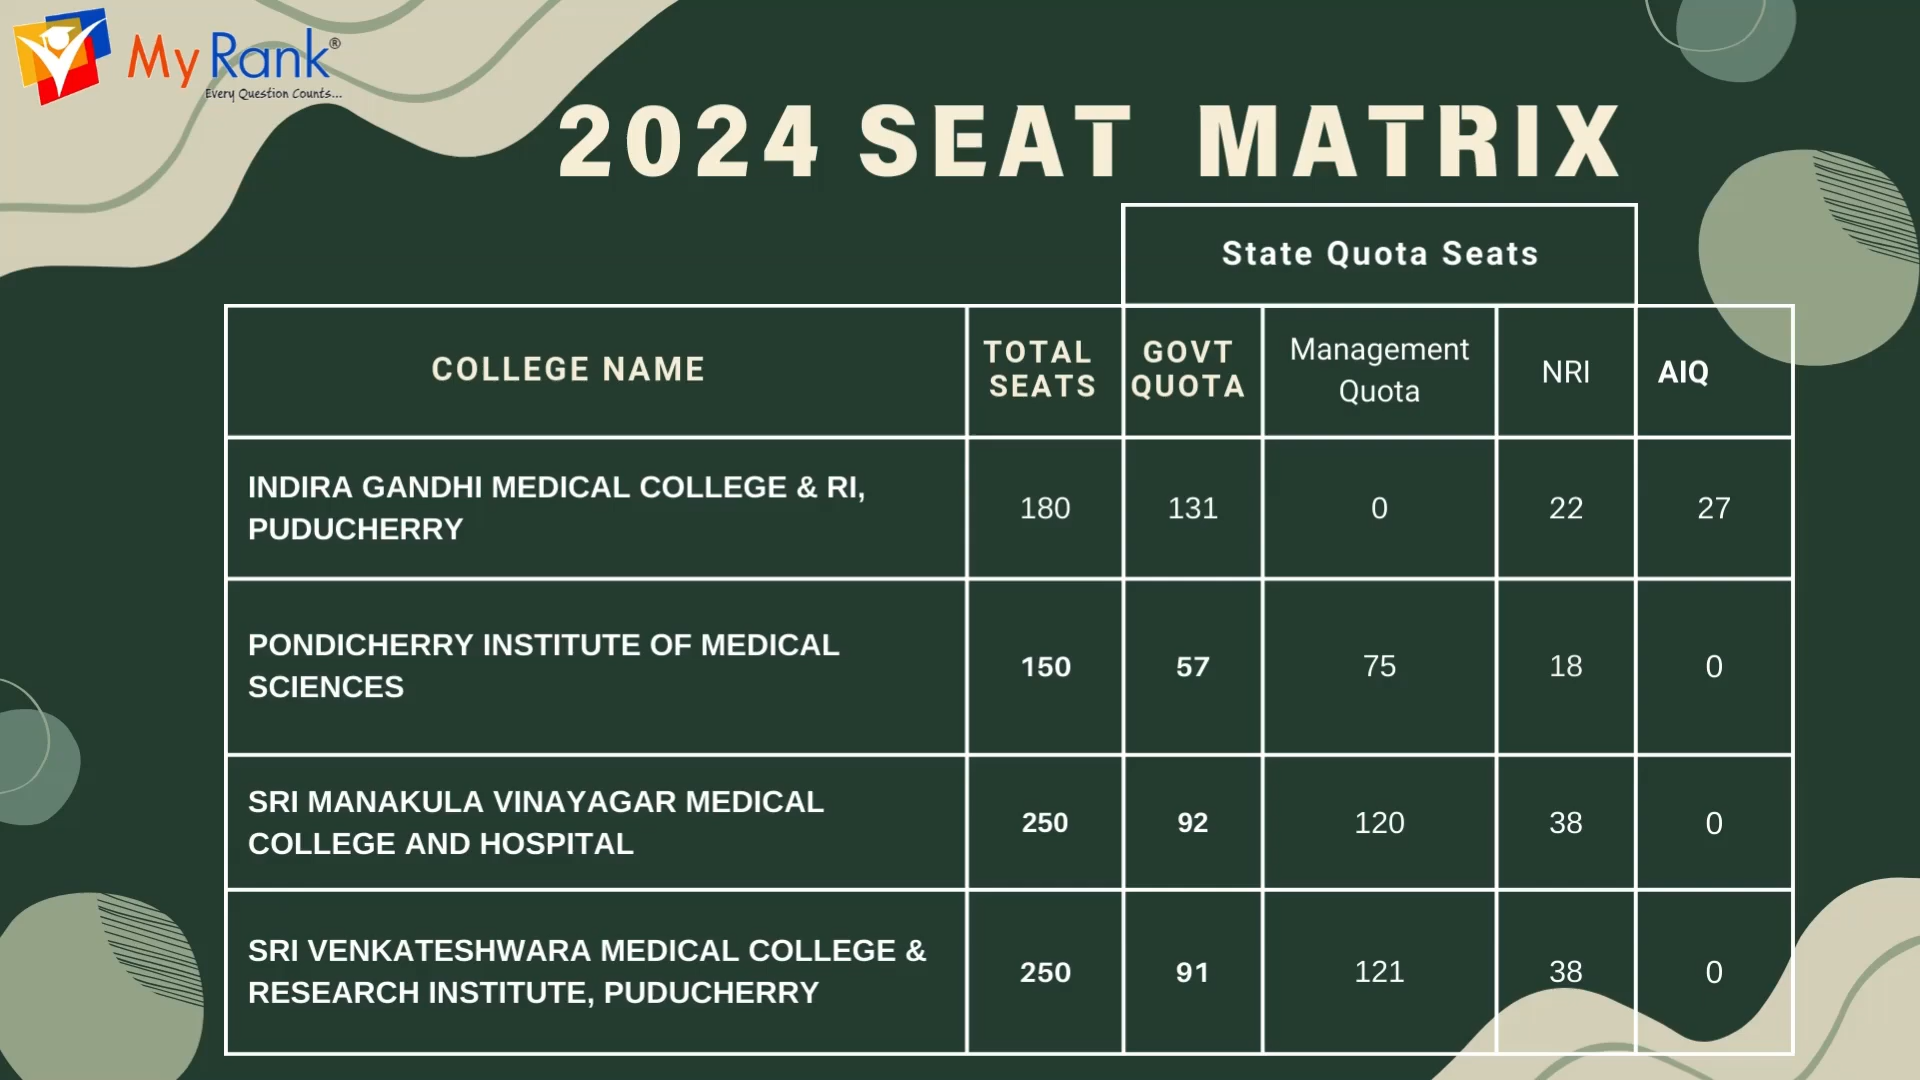 My Rank®
Every Question Counts...
2024 SEAT MATRIX
State Quota Seats
COLLEGE NAME
TOTAL
SEATS
GOVT
QUOTA
Management
Quota
NRI
AIQ
INDIRA GANDHI MEDICAL COLLEGE & RI,
PUDUCHERRY
180
131
0
22
27
PONDICHERRY INSTITUTE OF MEDICAL
SCIENCES
150
57
75
18
0
SRI MANAKULA VINAYAGAR MEDICAL
COLLEGE AND HOSPITAL
250
92
120
38
0
SRI VENKATESHWARA MEDICAL COLLEGE &
RESEARCH INSTITUTE, PUDUCHERRY
250
91
121
38
0